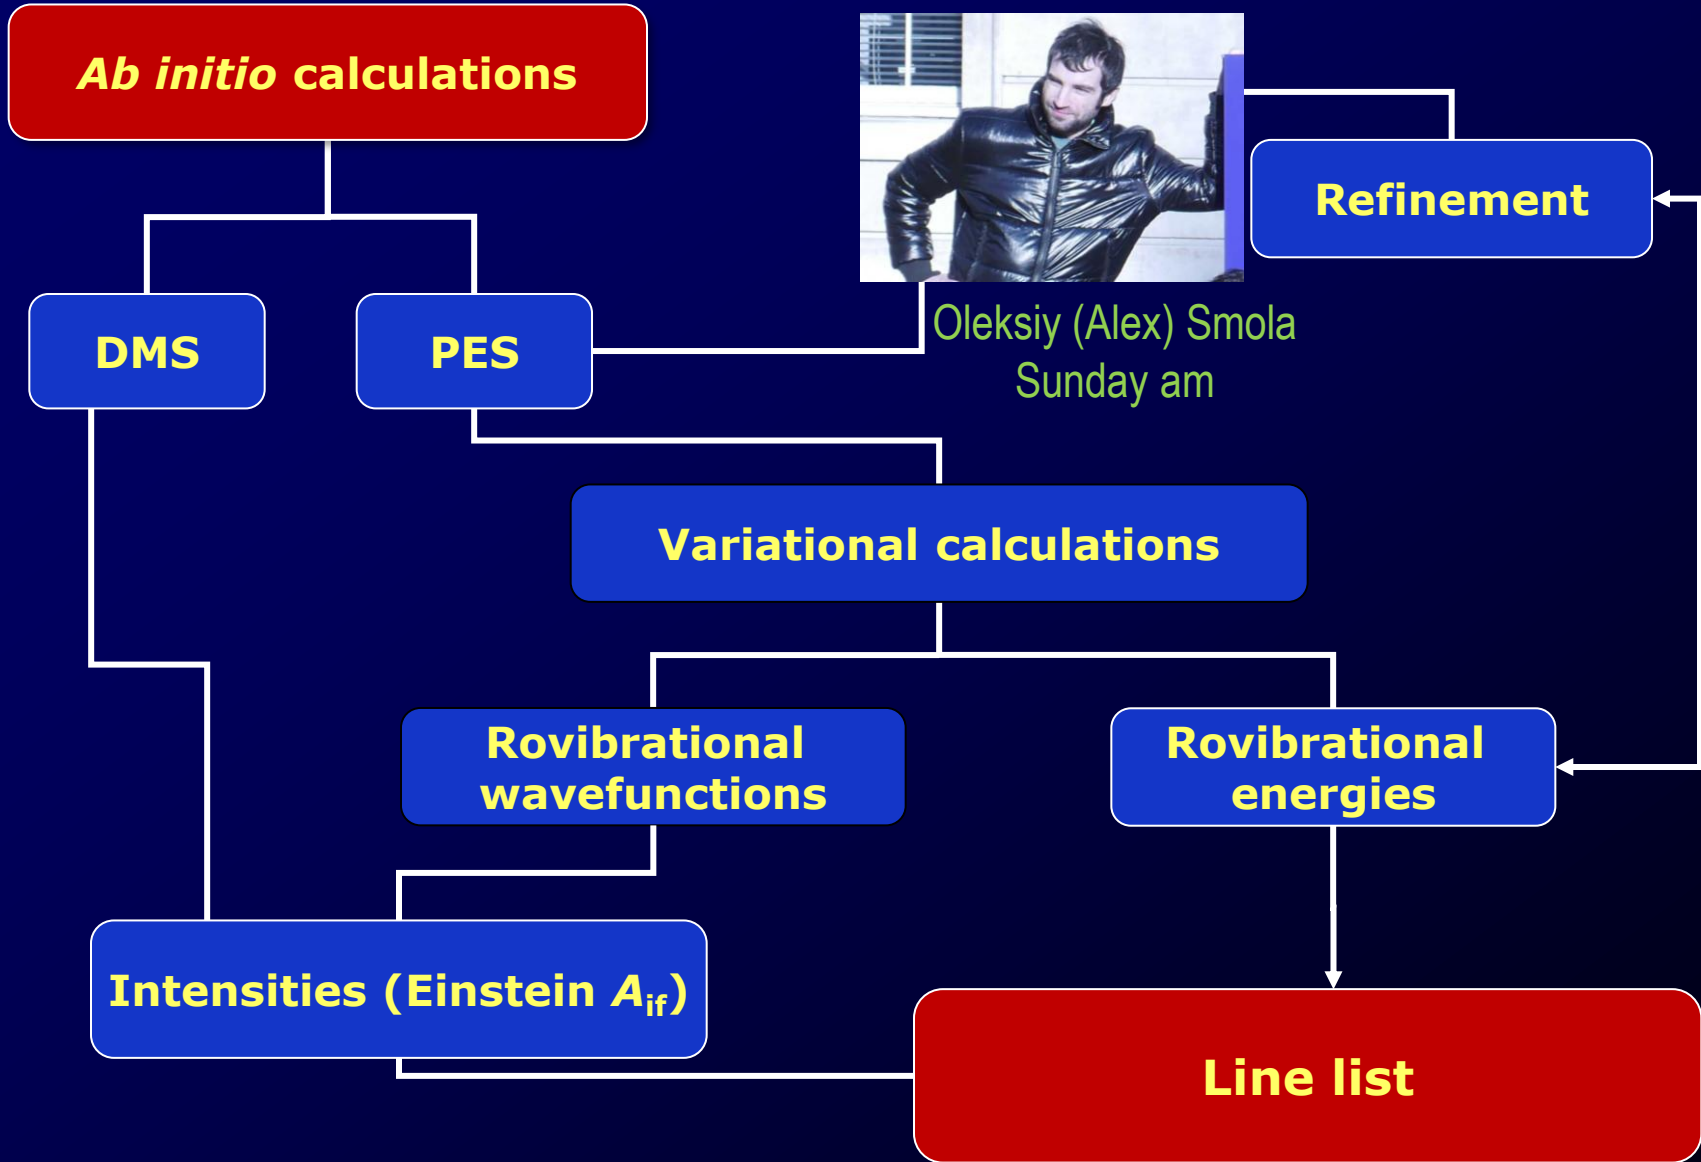 Ab initio calculations
Refinement
Oleksiy (Alex) Smola
Sunday am
DMS
PES
Variational calculations
Rovibrational
wavefunctions
Rovibrational
energies
Intensities (Einstein Aif)
Line list